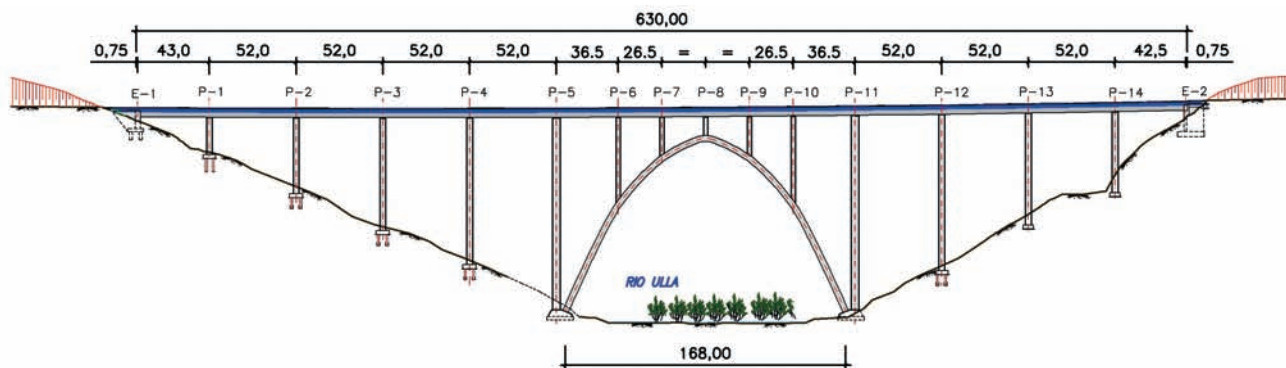 630,00
0,75 43,0 52,0 52,0 52,0 52,0 36.5 26.5 = = 26.5 36.5 52,0 52,0 52,0 42,5 0,75
E-1 P-1 P-2 P-3 P-4 P-5 P-6 P-7 P-8 P-9 P-10 P-11 P-12 P-13 P-14 E-2
RIO ULLA
168,00